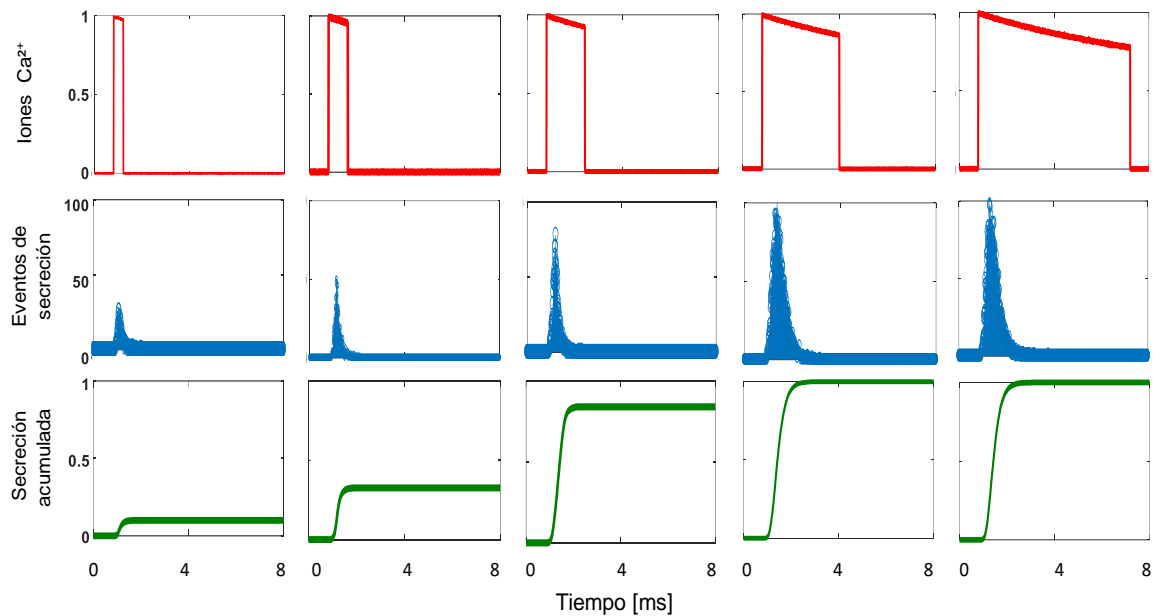 Iones Ca²⁺
1
0.5
0
Eventos de
secreción
100
50
0
Secreción
acumulada
1
0.5
0
0 4 8 0 4 8 0 4 8 0 4 8 0 4 8
Tiempo [ms]